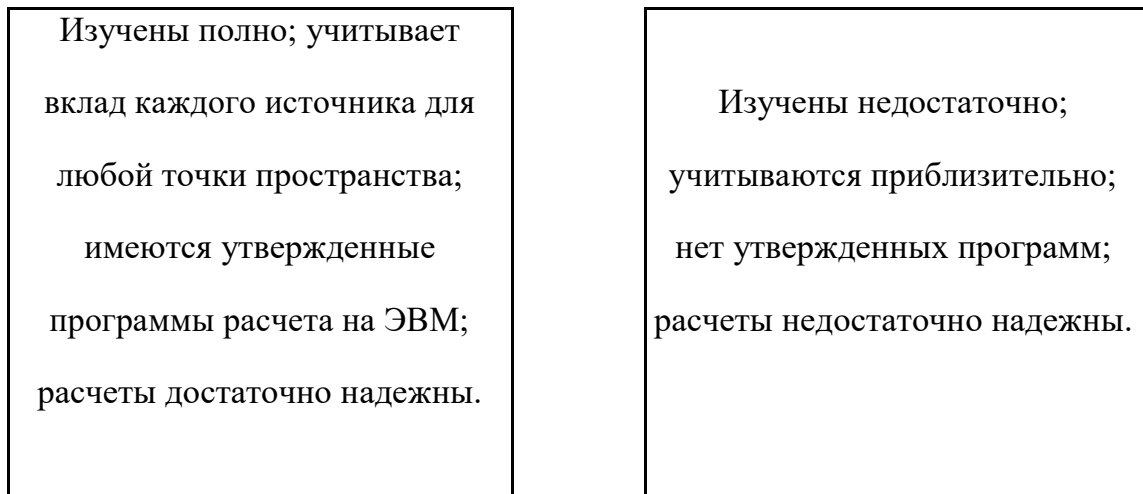 Изучены полно; учитывает
вклад каждого источника для
любой точки пространства;
имеются утвержденные
программы расчета на ЭВМ;
расчеты достаточно надежны.
Изучены недостаточно;
учитываются приблизительно;
нет утвержденных программ;
расчеты недостаточно надежны.